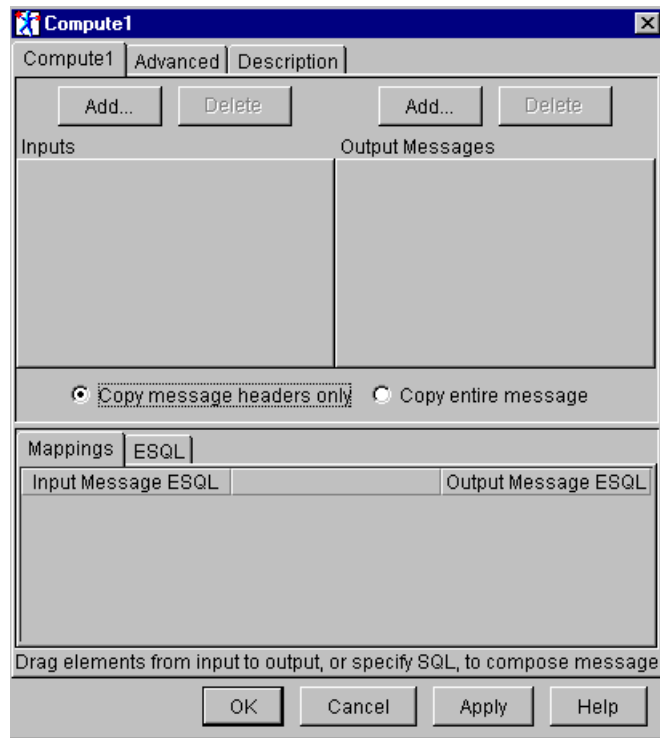 Compute1
Compute1 Advanced Description
Add... Delete Add... Delete
Inputs Output Messages
Copy message headers only Copy entire message
Mappings ESQL
Input Message ESQL Output Message ESQL
Drag elements from input to output, or specify SQL, to compose message
OK Cancel Apply Help